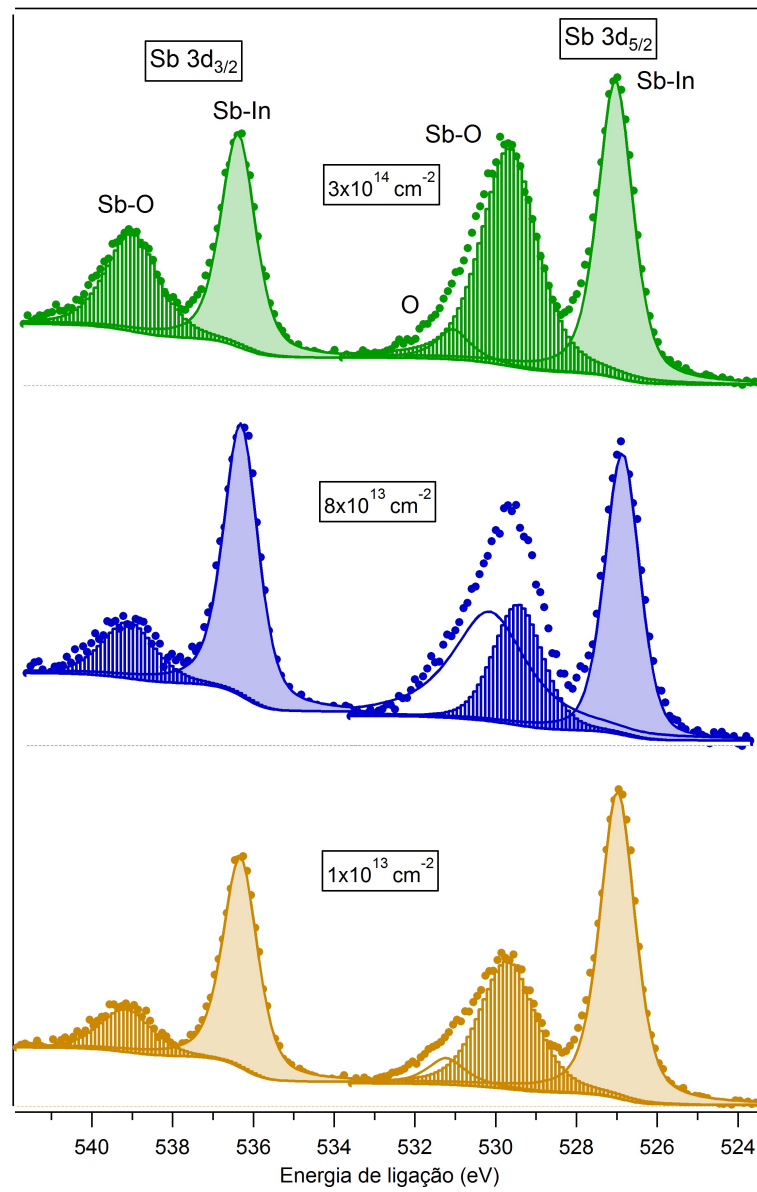 Sb 3d3/2
Sb 3d5/2
Sb-In
Sb-In
Sb-O
Sb-O
3x10^14 cm^-2
O
8x10^13 cm^-2
1x10^13 cm^-2
540 538 536 534 532 530 528 526 524
Energia de ligação (eV)